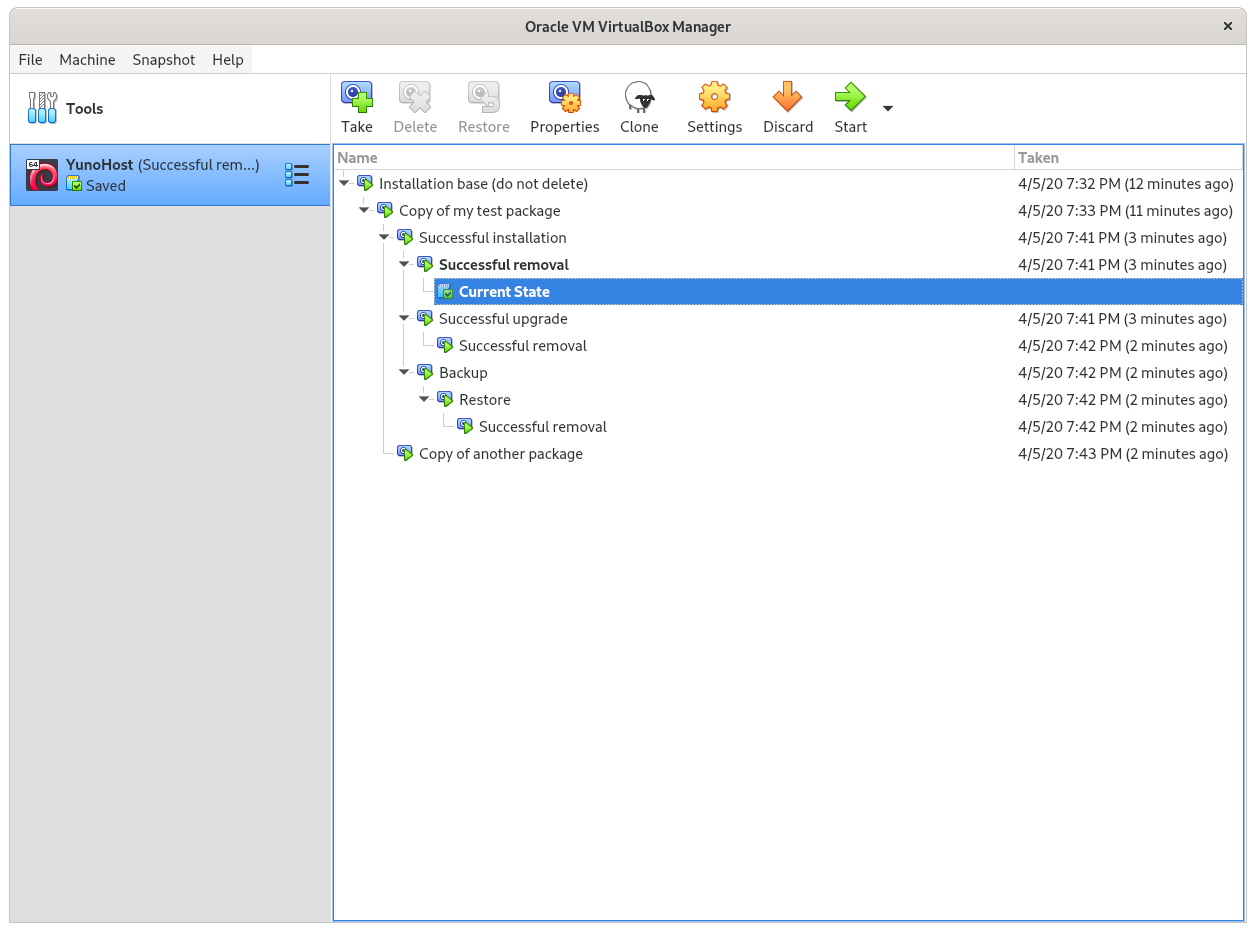 Oracle VM VirtualBox Manager
File Machine Snapshot Help
Tools
Take Delete Restore Properties Clone Settings Discard Start
64
YunoHost (Successful rem...)
Saved
Name Taken
Installation base (do not delete) 4/5/20 7:32 PM (12 minutes ago)
Copy of my test package 4/5/20 7:33 PM (11 minutes ago)
Successful installation 4/5/20 7:41 PM (3 minutes ago)
Successful removal 4/5/20 7:41 PM (3 minutes ago)
Current State
Successful upgrade 4/5/20 7:41 PM (3 minutes ago)
Successful removal 4/5/20 7:42 PM (2 minutes ago)
Backup 4/5/20 7:42 PM (2 minutes ago)
Restore 4/5/20 7:42 PM (2 minutes ago)
Successful removal 4/5/20 7:42 PM (2 minutes ago)
Copy of another package 4/5/20 7:43 PM (2 minutes ago)